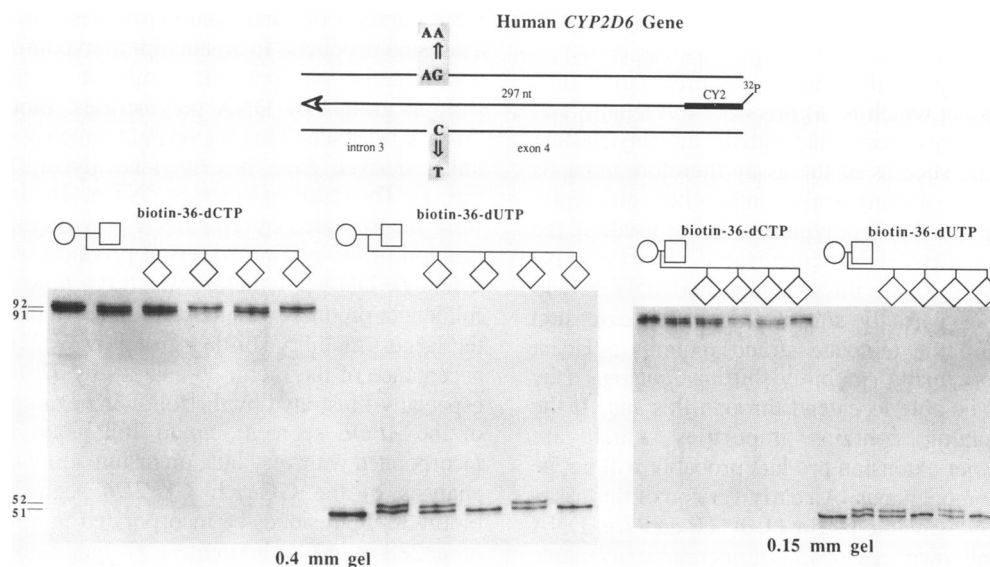 Human CYP2D6 Gene
AA
⇑
AG
297 nt
CY2
32P
C
⇓
T
intron 3
exon 4
biotin-36-dCTP
biotin-36-dUTP
biotin-36-dCTP
biotin-36-dUTP
92
91
52
51
0.4 mm gel
0.15 mm gel